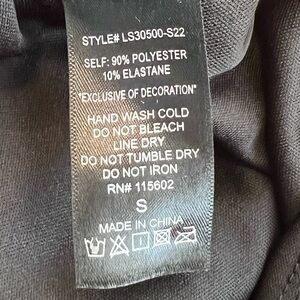 STYLE# LS30500-S22
SELF: 90% POLYESTER
10% ELASTANE
"EXCLUSIVE OF DECORATION"
HAND WASH COLD
DO NOT BLEACH
LINE DRY
DO NOT TUMBLE DRY
DO NOT IRON
RN# 115602
S
MADE IN CHINA